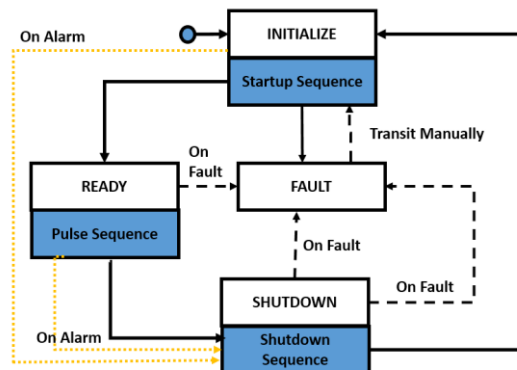 On Alarm
INITIALIZE
Startup Sequence
Transit Manually
On
Fault
READY
FAULT
Pulse Sequence
On Fault
On Fault
SHUTDOWN
On Alarm
Shutdown
Sequence